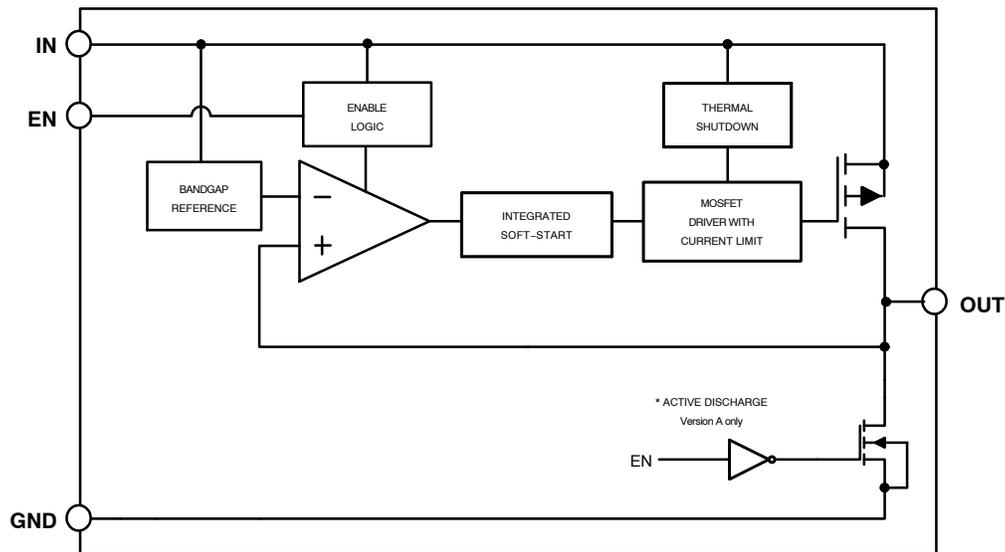 IN
EN
ENABLE
LOGIC
THERMAL
SHUTDOWN
BANDGAP
REFERENCE
−
+
INTEGRATED
SOFT−START
MOSFET
DRIVER WITH
CURRENT LIMIT
OUT
* ACTIVE DISCHARGE
Version A only
EN
GND